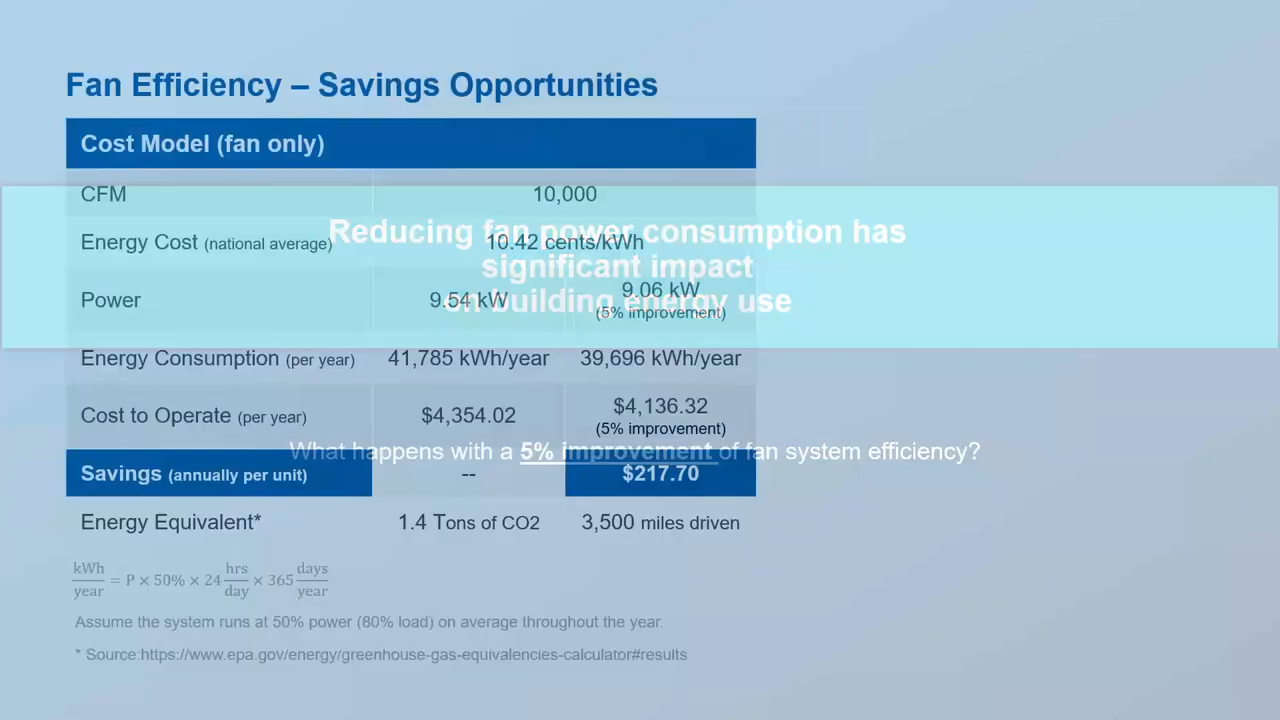 Fan Efficiency – Savings Opportunities
Cost Model (fan only)
CFM 10,000
Reducing fan power consumption has
Energy Cost (national average) 10.42 cents/kWh
significant impact
Power 9.54 kW 9.06 kW
(5% improvement)
on building energy use
Energy Consumption (per year) 41,785 kWh/year 39,696 kWh/year
Cost to Operate (per year) $4,354.02 $4,136.32
(5% improvement)
What happens with a 5% improvement of fan system efficiency?
Savings (annually per unit) -- $217.70
Energy Equivalent* 1.4 Tons of CO2 3,500 miles driven
kWh/year = P × 50% × 24 hrs/day × 365 days/year
Assume the system runs at 50% power (80% load) on average throughout the year.
* Source:https://www.epa.gov/energy/greenhouse-gas-equivalencies-calculator#results